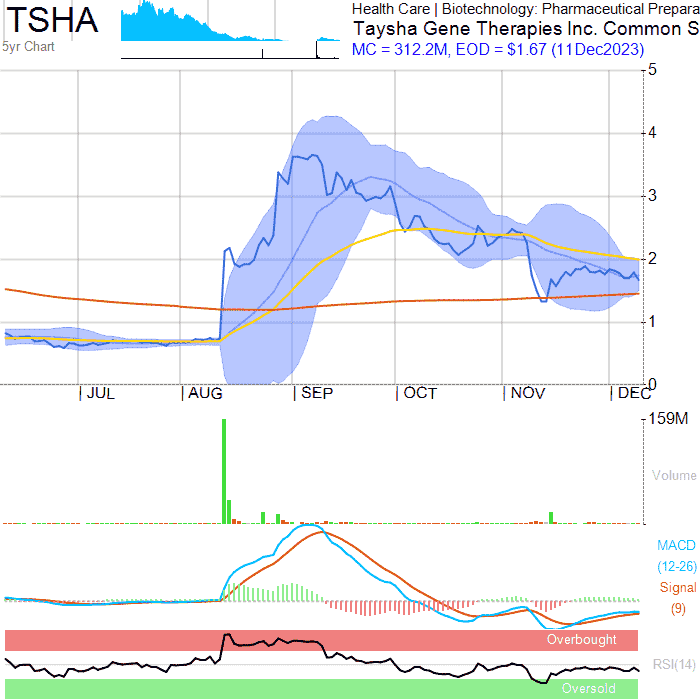 TSHA
5yr Chart
Health Care | Biotechnology: Pharmaceutical Prepara
Taysha Gene Therapies Inc. Common S
MC = 312.2M, EOD = $1.67 (11Dec2023)
5
4
3
2
1
0
JUL
AUG
SEP
OCT
NOV
DEC
159M
Volume
MACD
(12-26)
Signal
(9)
Overbought
RSI(14)
Oversold